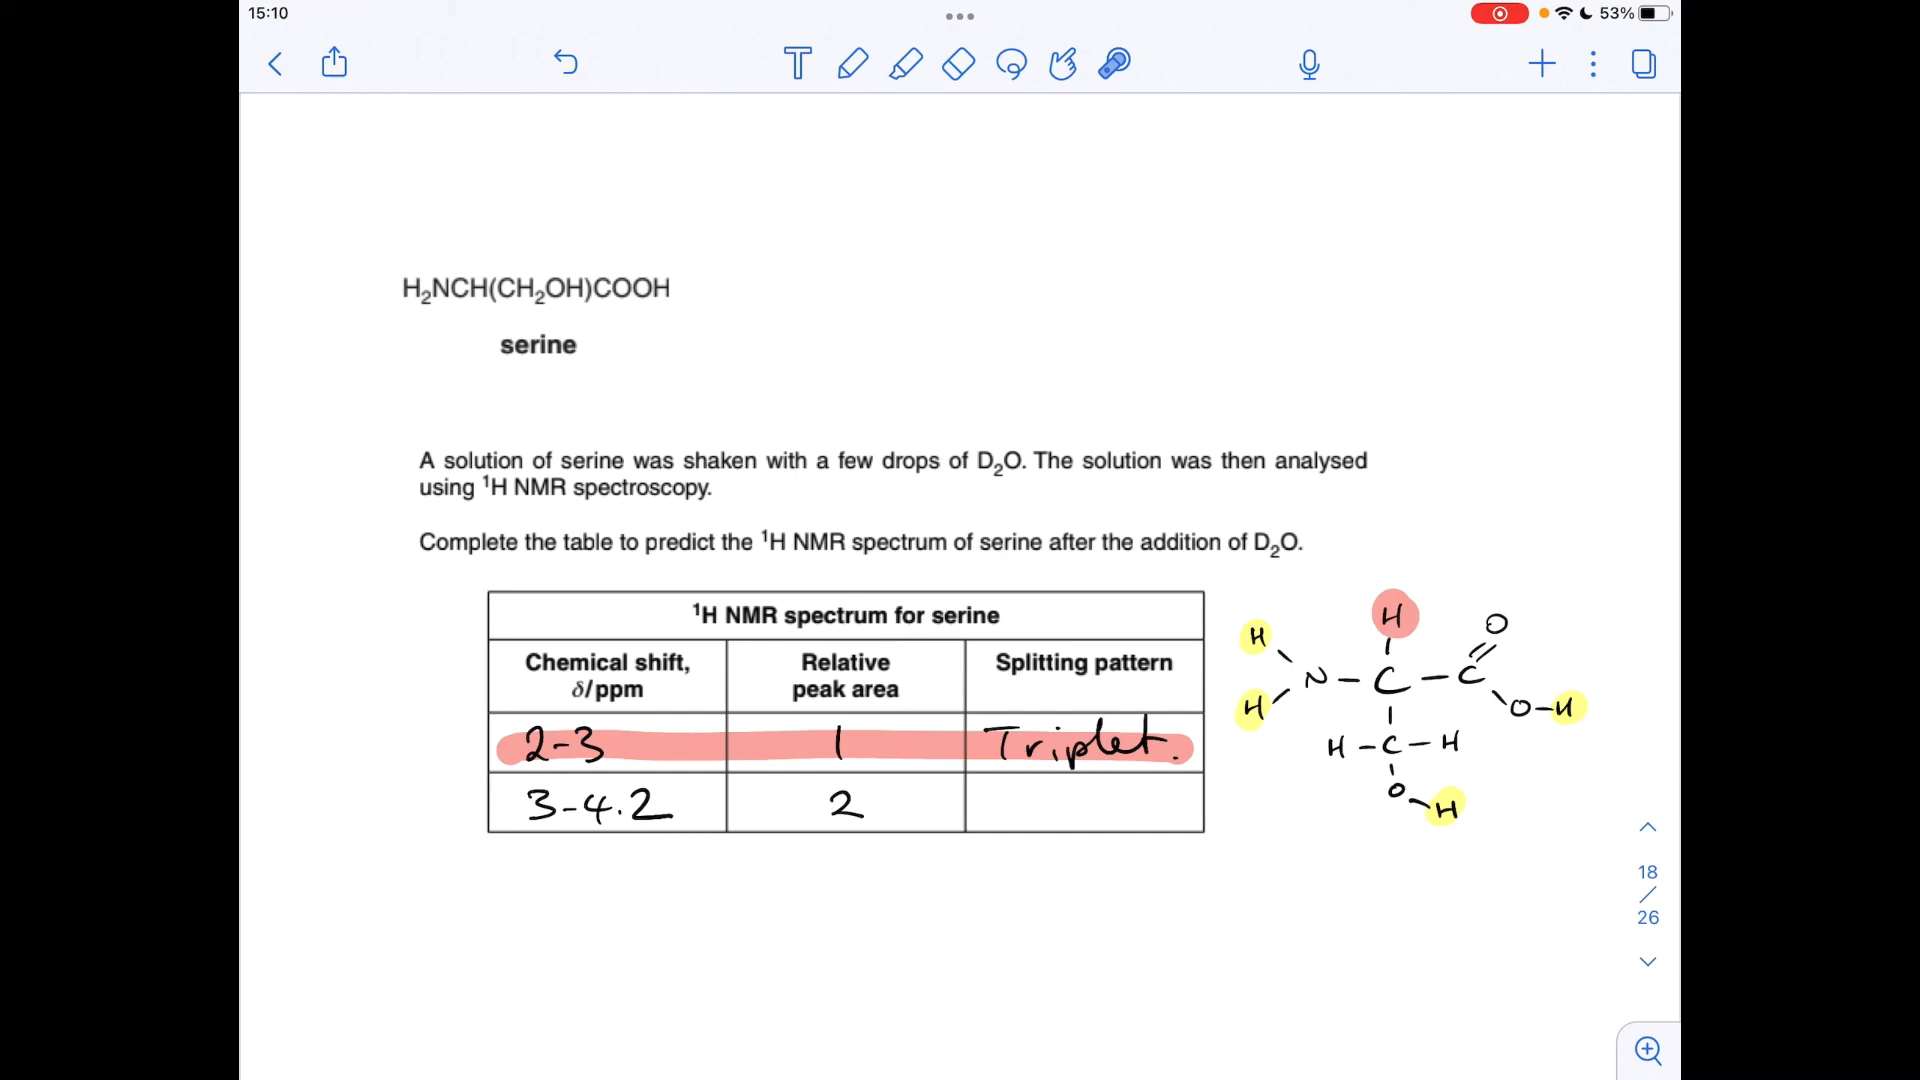 15:10
53%
H₂NCH(CH₂OH)COOH
serine
A solution of serine was shaken with a few drops of D₂O. The solution was then analysed
using ¹H NMR spectroscopy.
Complete the table to predict the ¹H NMR spectrum of serine after the addition of D₂O.
¹H NMR spectrum for serine
Chemical shift, δ/ppm
Relative peak area
Splitting pattern
2-3 1 Triplet.
3-4.2 2
H O
H
N - C - C
H O-H
H - C - H
O
H
18
/
26